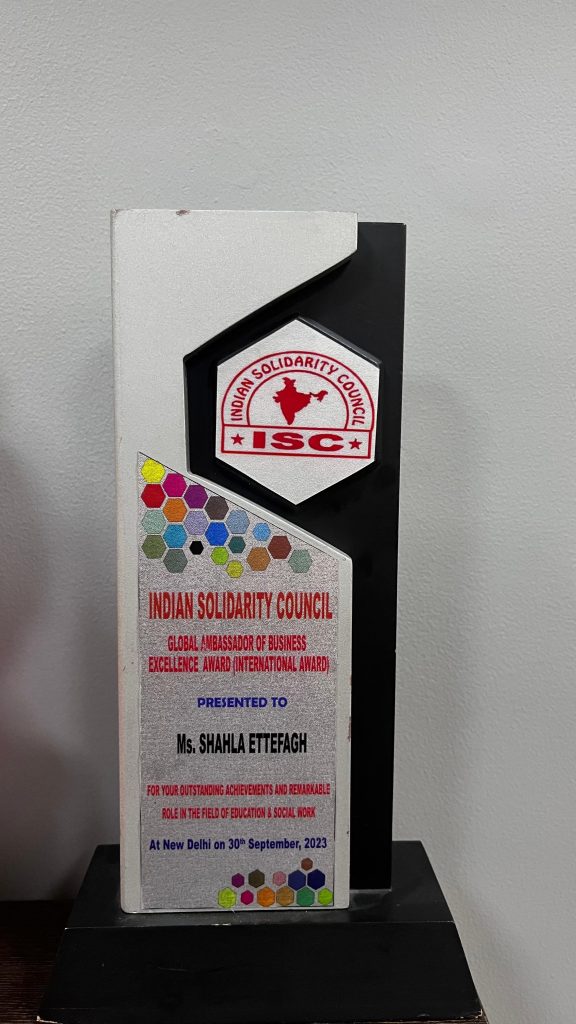 INDIAN SOLIDARITY COUNCIL
★ ISC ★
INDIAN SOLIDARITY COUNCIL
GLOBAL AMBASSADOR OF BUSINESS
EXCELLENCE AWARD (INTERNATIONAL AWARD)
PRESENTED TO
Ms. SHAHLA ETTEFAGH
FOR YOUR OUTSTANDING ACHIEVEMENTS AND REMARKABLE
ROLE IN THE FIELD OF EDUCATION & SOCIAL WORK
At New Delhi on 30th September, 2023